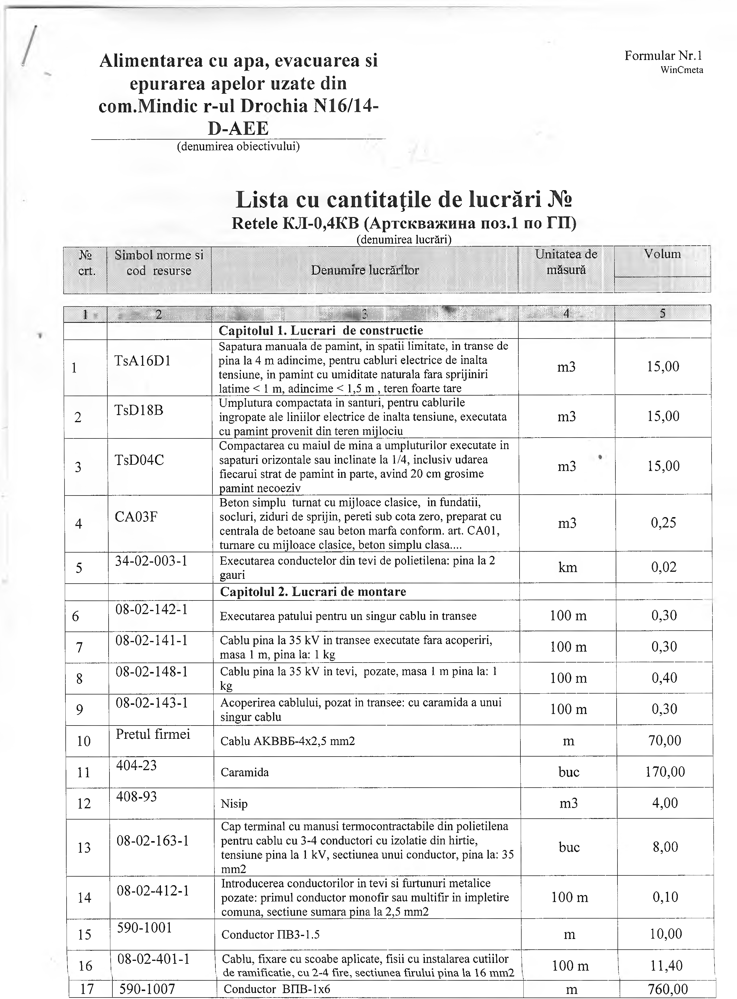 Formular Nr.1
WinCmeta
Alimentarea cu apa, evacuarea si
epurarea apelor uzate din
com.Mindic r-ul Drochia N16/14-
D-AEE
(denumirea obiectivului)
Lista cu cantitaţile de lucrări №
Retele КЛ-0,4КВ (Артскважина поз.1 по ГП)
(denumirea lucrări)
№ crt.
Simbol norme si cod resurse
Denumire lucrărilor
Unitatea de măsură
Volum
1 2 3 4 5
Capitolul 1. Lucrari de constructie
1 TsA16D1
Sapatura manuala de pamint, in spatii limitate, in transe de
pina la 4 m adincime, pentru cabluri electrice de inalta
tensiune, in pamint cu umiditate naturala fara sprijiniri
latime < 1 m, adincime < 1,5 m , teren foarte tare
m3 15,00
2 TsD18B
Umplutura compactata in santuri, pentru cablurile
ingropate ale liniilor electrice de inalta tensiune, executata
cu pamint provenit din teren mijlociu
m3 15,00
3 TsD04C
Compactarea cu maiul de mina a umpluturilor executate in
sapaturi orizontale sau inclinate la 1/4, inclusiv udarea
fiecarui strat de pamint in parte, avind 20 cm grosime
pamint necoeziv
m3 15,00
4 CA03F
Beton simplu turnat cu mijloace clasice, in fundatii,
socluri, ziduri de sprijin, pereti sub cota zero, preparat cu
centrala de betoane sau beton marfa conform. art. CA01,
turnare cu mijloace clasice, beton simplu clasa....
m3 0,25
5 34-02-003-1
Executarea conductelor din tevi de polietilena: pina la 2
gauri
km 0,02
Capitolul 2. Lucrari de montare
6 08-02-142-1
Executarea patului pentru un singur cablu in transee
100 m 0,30
7 08-02-141-1
Cablu pina la 35 kV in transee executate fara acoperiri,
masa 1 m, pina la: 1 kg
100 m 0,30
8 08-02-148-1
Cablu pina la 35 kV in tevi, pozate, masa 1 m pina la: 1
kg
100 m 0,40
9 08-02-143-1
Acoperirea cablului, pozat in transee: cu caramida a unui
singur cablu
100 m 0,30
10 Pretul firmei
Cablu АКВВБ-4x2,5 mm2
m 70,00
11 404-23
Caramida
buc 170,00
12 408-93
Nisip
m3 4,00
13 08-02-163-1
Cap terminal cu manusi termocontractabile din polietilena
pentru cablu cu 3-4 conductori cu izolatie din hirtie,
tensiune pina la 1 kV, sectiunea unui conductor, pina la: 35
mm2
buc 8,00
14 08-02-412-1
Introducerea conductorilor in tevi si furtunuri metalice
pozate: primul conductor monofir sau multifir in impletire
comuna, sectiune sumara pina la 2,5 mm2
100 m 0,10
15 590-1001
Conductor ПВ3-1.5
m 10,00
16 08-02-401-1
Cablu, fixare cu scoabe aplicate, fisii cu instalarea cutiilor
de ramificatie, cu 2-4 fire, sectiunea firului pina la 16 mm2
100 m 11,40
17 590-1007
Conductor ВПВ-1x6
m 760,00